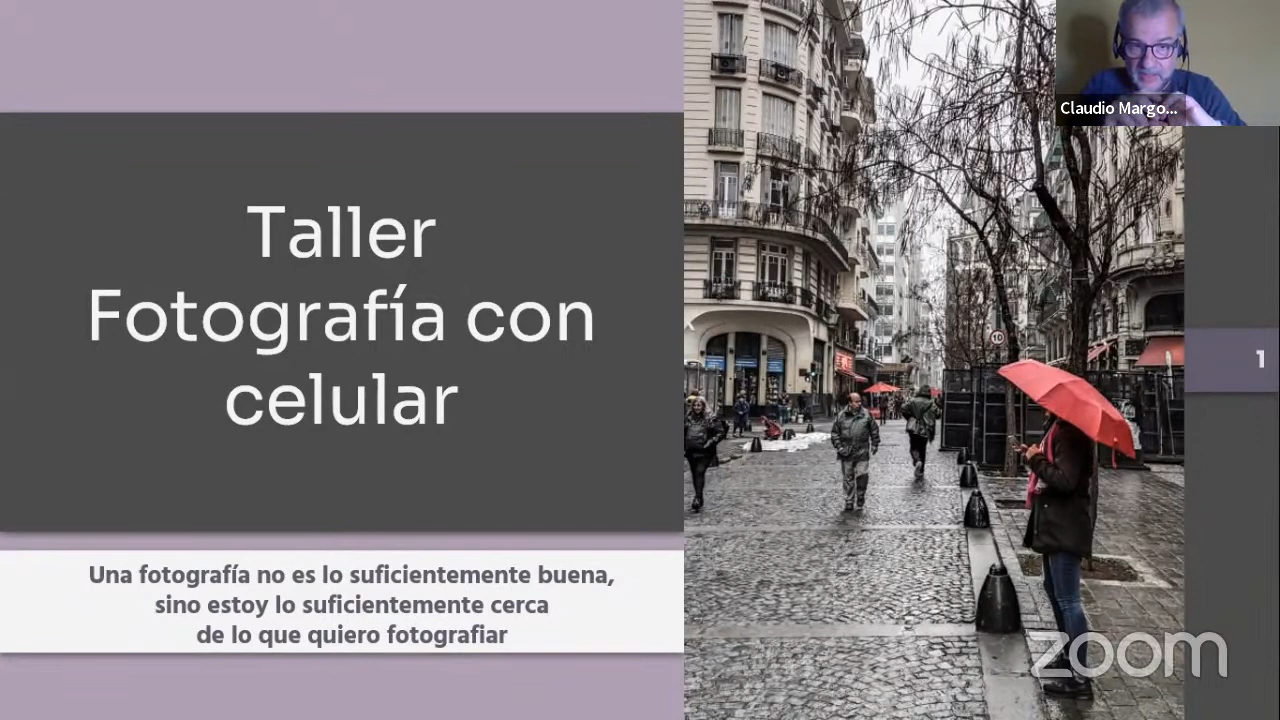 Taller
Fotografía con
celular
Una fotografía no es lo suficientemente buena,
sino estoy lo suficientemente cerca
de lo que quiero fotografiar
10
Claudio Margo...
1
zoom